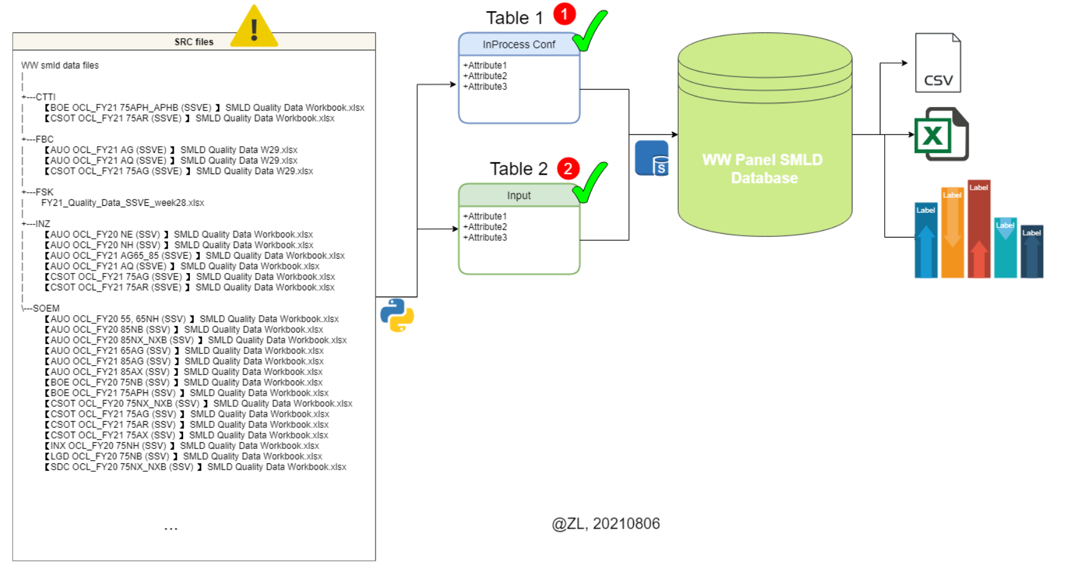 SRC files
WW smld data files
|
|
+---CTTI
| 【BOE OCL_FY21 75APH_APHB (SSVE) 】 SMLD Quality Data Workbook.xlsx
| 【CSOT OCL_FY21 75AR (SSVE) 】 SMLD Quality Data Workbook.xlsx
|
+---FBC
| 【AUO OCL_FY21 AG (SSVE) 】 SMLD Quality Data W29.xlsx
| 【AUO OCL_FY21 AQ (SSVE) 】 SMLD Quality Data W29.xlsx
| 【CSOT OCL_FY21 75AG (SSVE) 】 SMLD Quality Data W29.xlsx
|
+---FSK
| FY21_Quality_Data_SSVE_week28.xlsx
|
+---INZ
| 【AUO OCL_FY20 NE (SSV) 】 SMLD Quality Data Workbook.xlsx
| 【AUO OCL_FY20 NH (SSV) 】 SMLD Quality Data Workbook.xlsx
| 【AUO OCL_FY21 AG65_85 (SSVE) 】 SMLD Quality Data Workbook.xlsx
| 【AUO OCL_FY21 AQ (SSVE) 】 SMLD Quality Data Workbook.xlsx
| 【CSOT OCL_FY21 75AG (SSVE) 】 SMLD Quality Data Workbook.xlsx
| 【CSOT OCL_FY21 75AR (SSVE) 】 SMLD Quality Data Workbook.xlsx
|
\---SOEM
【AUO OCL_FY20 55, 65NH (SSV) 】 SMLD Quality Data Workbook.xlsx
【AUO OCL_FY20 85NB (SSV) 】 SMLD Quality Data Workbook.xlsx
【AUO OCL_FY20 85NX_NXB (SSV) 】 SMLD Quality Data Workbook.xlsx
【AUO OCL_FY21 65AG (SSV) 】 SMLD Quality Data Workbook.xlsx
【AUO OCL_FY21 85AG (SSV) 】 SMLD Quality Data Workbook.xlsx
【AUO OCL_FY21 85AX (SSV) 】 SMLD Quality Data Workbook.xlsx
【BOE OCL_FY20 75NB (SSV) 】 SMLD Quality Data Workbook.xlsx
【BOE OCL_FY21 75APH (SSV) 】 SMLD Quality Data Workbook.xlsx
【CSOT OCL_FY20 75NX_NXB (SSV) 】 SMLD Quality Data Workbook.xlsx
【CSOT OCL_FY21 75AG (SSV) 】 SMLD Quality Data Workbook.xlsx
【CSOT OCL_FY21 75AR (SSV) 】 SMLD Quality Data Workbook.xlsx
【CSOT OCL_FY21 75AX (SSV) 】 SMLD Quality Data Workbook.xlsx
【INX OCL_FY20 75NH (SSV) 】 SMLD Quality Data Workbook.xlsx
【LGD OCL_FY20 75NB (SSV) 】 SMLD Quality Data Workbook.xlsx
【SDC OCL_FY20 75NX_NXB (SSV) 】 SMLD Quality Data Workbook.xlsx
...
Table 1 1
InProcess Conf
+Attribute1
+Attribute2
+Attribute3
Table 2 2
Input
+Attribute1
+Attribute2
+Attribute3
S
WW Panel SMLD
Database
CSV
X
Label
Label
Label
Label
Label
@ZL, 20210806